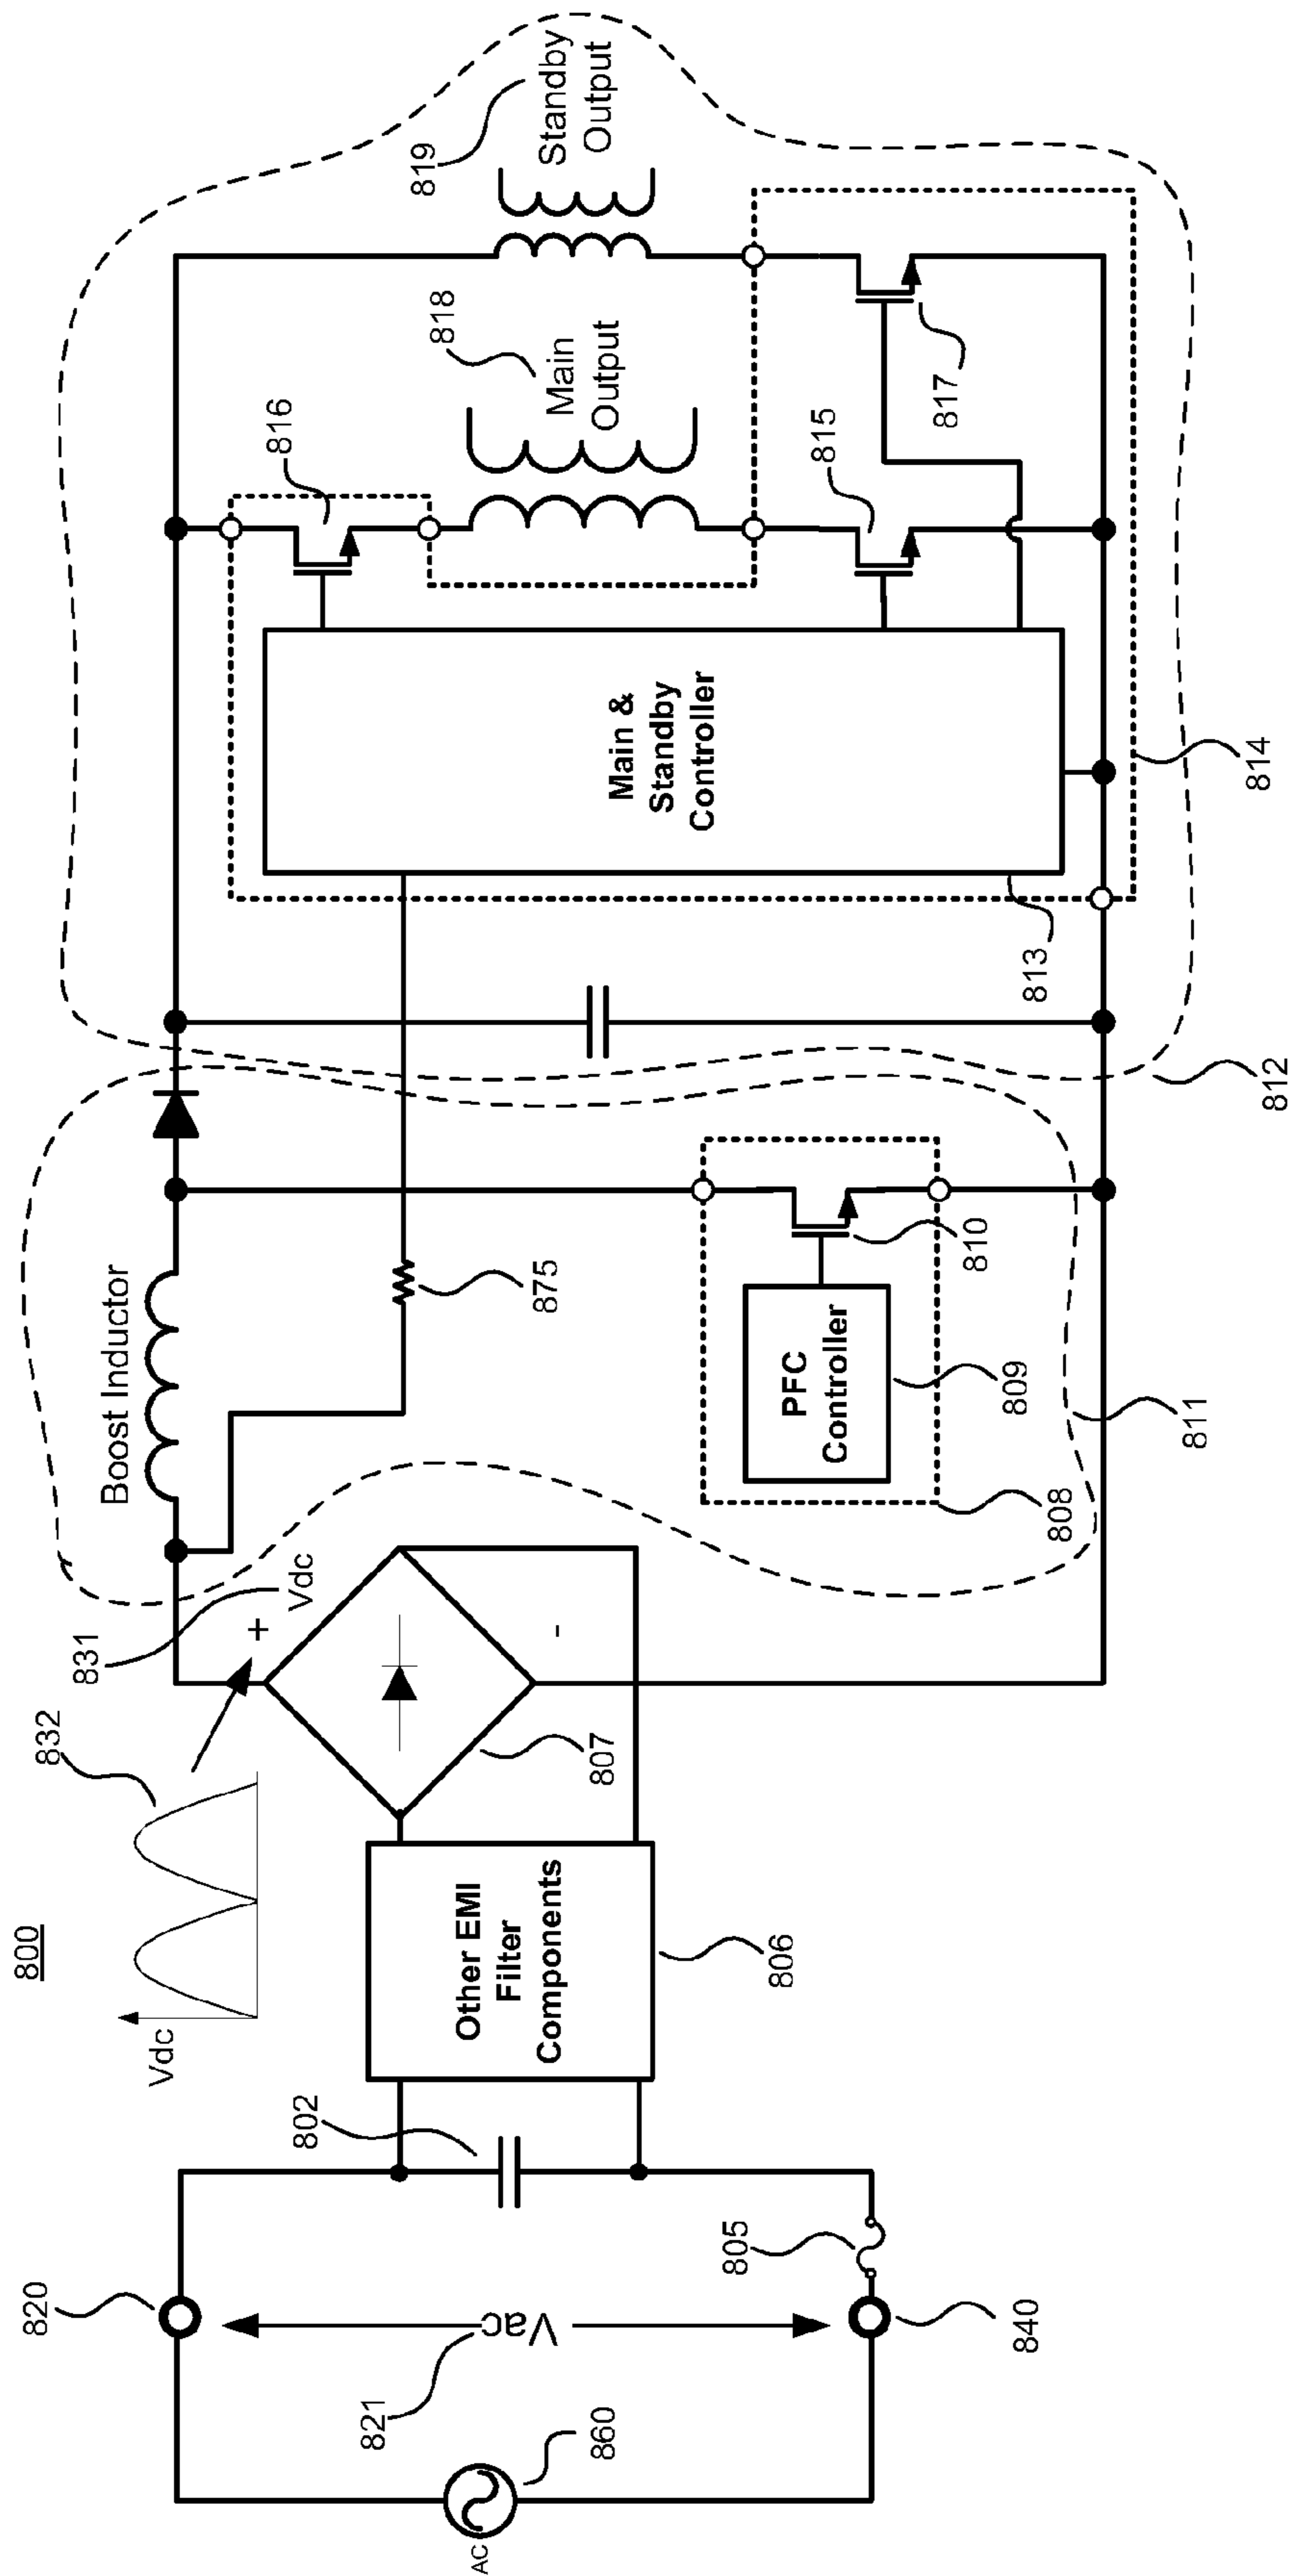 800
832
831
Vdc
Vdc
+
-
Boost Inductor
820
802
Other EMI
Filter
Components
806
807
821
Vac
AC
860
805
840
875
PFC
Controller
809
810
808
811
812
813
814
Main &
Standby
Controller
816
818
Main
Output
819
Standby
Output
815
817